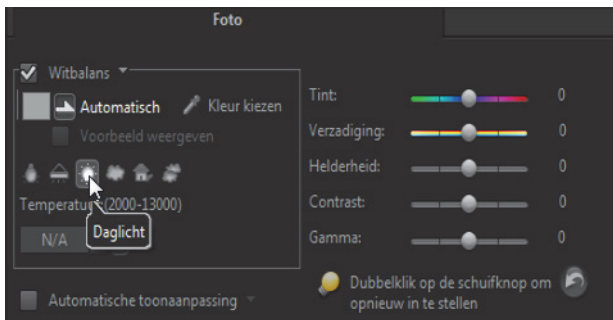 Foto
Witbalans
Automatisch
Kleur kiezen
Voorbeeld weergeven
Temperatu (2000-13000)
Daglicht
N/A
Automatische toonaanpassing
Tint: 0
Verzadiging: 0
Helderheid: 0
Contrast: 0
Gamma: 0
Dubbelklik op de schuifknop om
opnieuw in te stellen